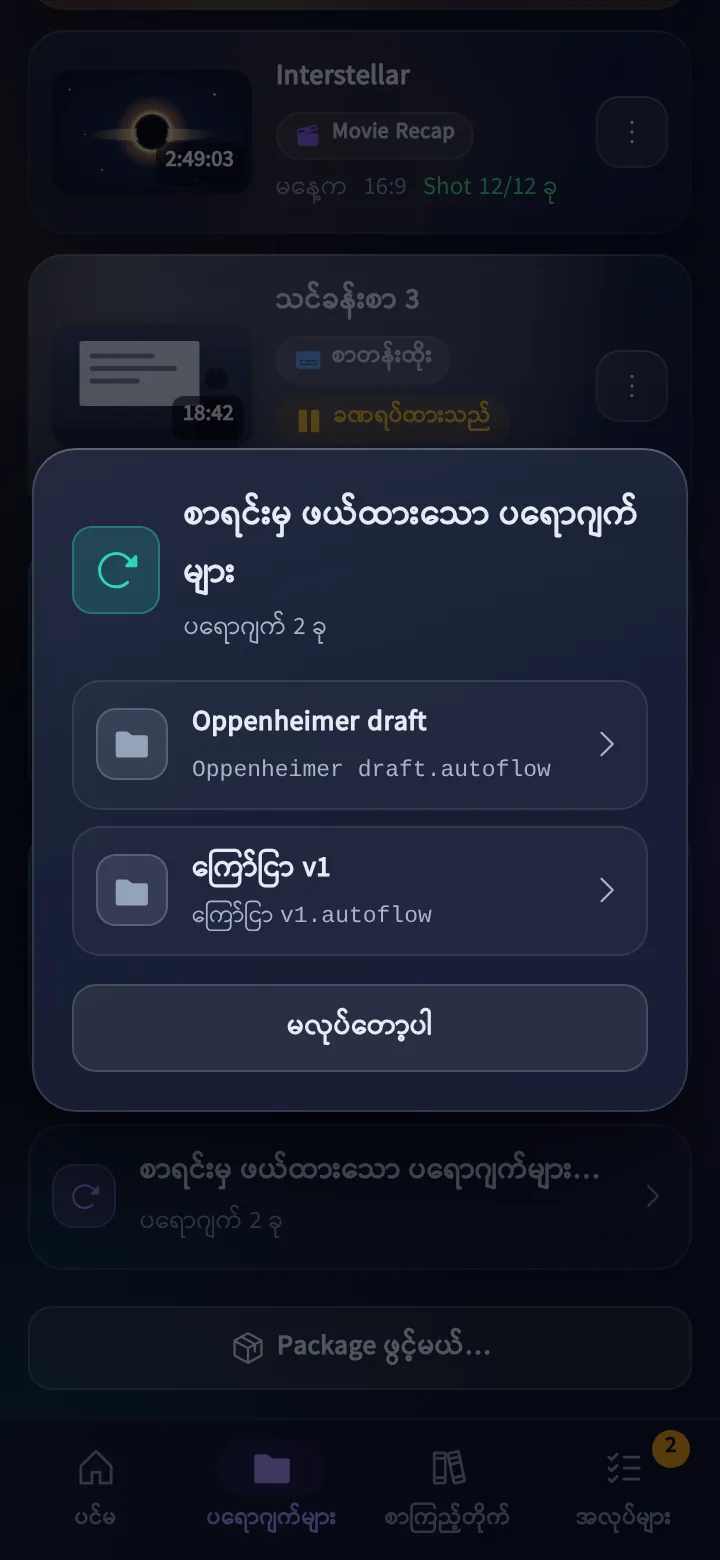 Interstellar
Movie Recap
2:49:03
မနေ့က 16:9 Shot 12/12 ခု
သင်ခန်းစာ 3
စာတန်းထိုး
18:42
ခဏရပ်ထားသည်
စာရင်းမှ ဖယ်ထားသော ပရောဂျက်
များ
ပရောဂျက် 2 ခု
Oppenheimer draft
Oppenheimer draft.autoflow
ကြော်ငြာ v1
ကြော်ငြာ v1.autoflow
မလုပ်တော့ပါ
စာရင်းမှ ဖယ်ထားသော ပရောဂျက်များ...
ပရောဂျက် 2 ခု
Package ဖွင့်မယ်...
2
ပင်မ ပရောဂျက်များ စာကြည့်တိုက် အလုပ်များ